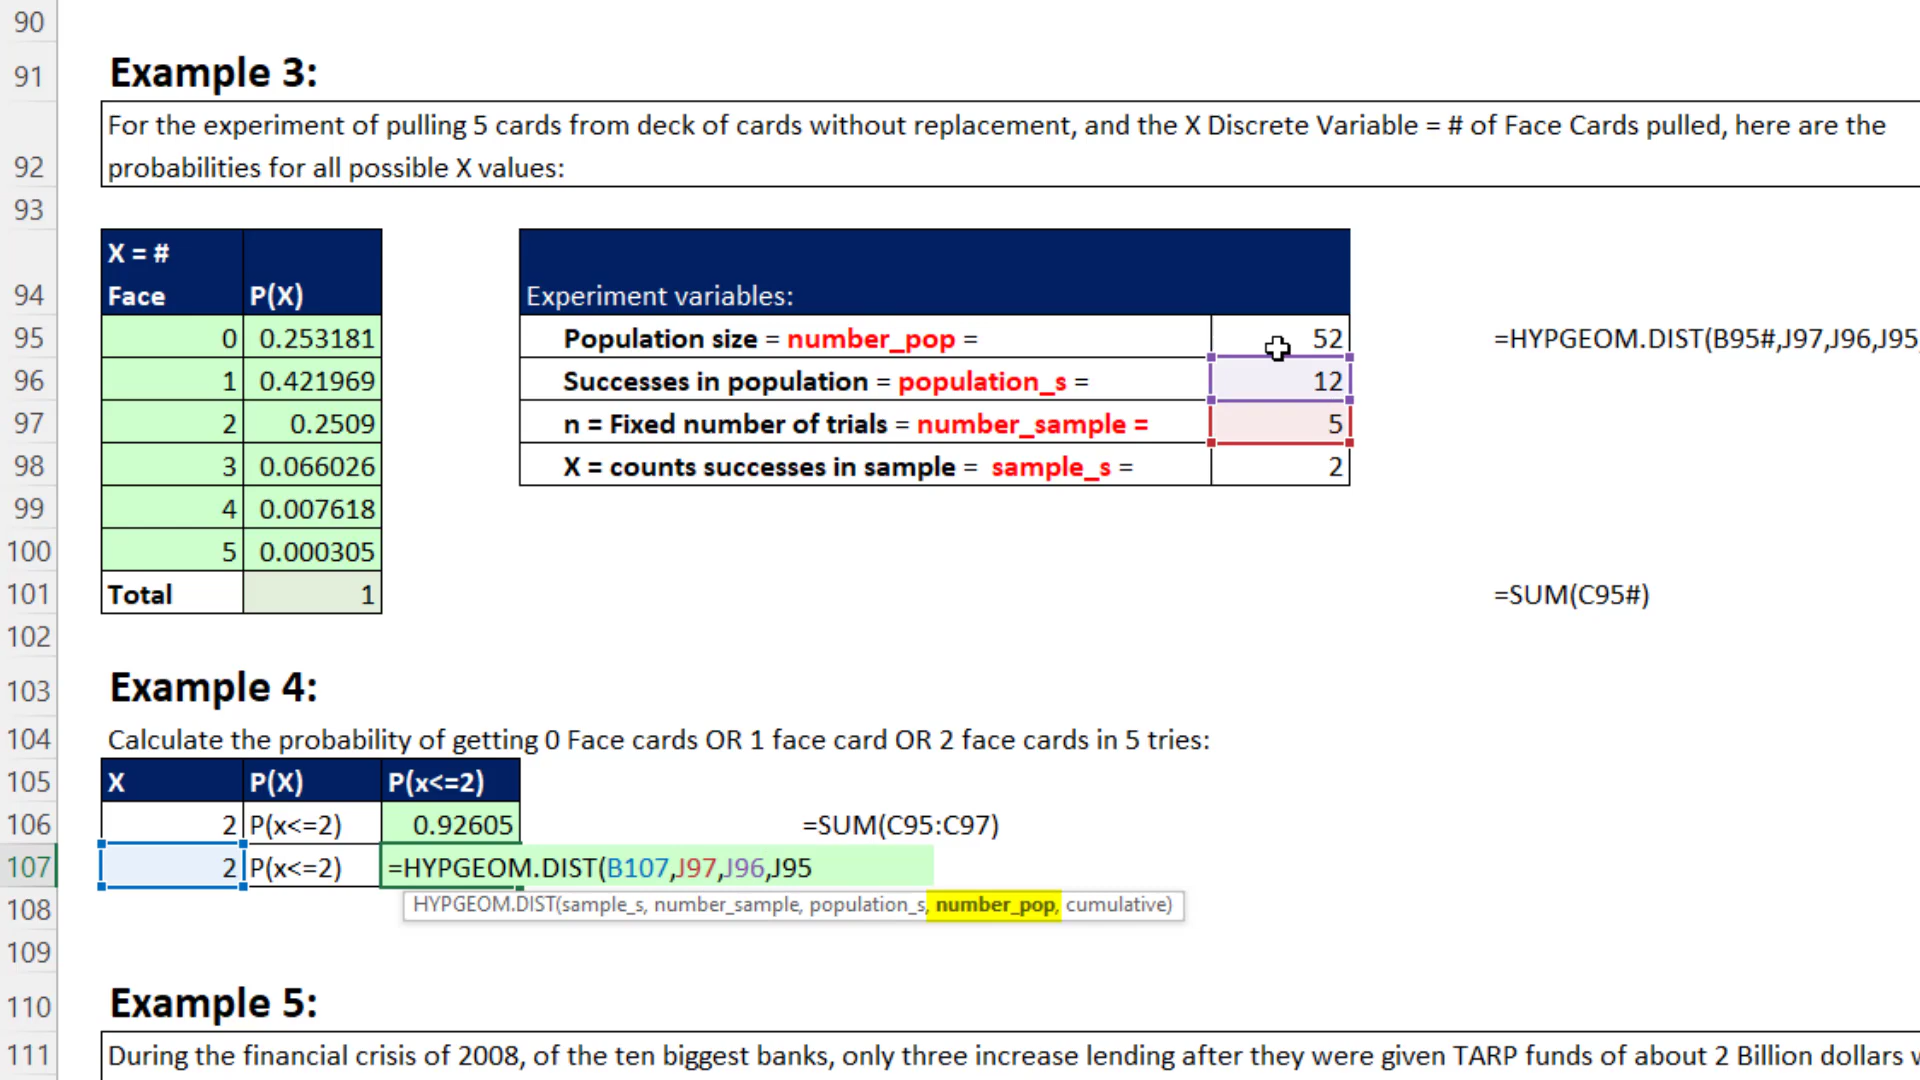 90
91 Example 3:
For the experiment of pulling 5 cards from deck of cards without replacement, and the X Discrete Variable = # of Face Cards pulled, here are the
92 probabilities for all possible X values:
93
X = #
94 Face P(X) Experiment variables:
95 0 0.253181 Population size = number_pop = 52 =HYPGEOM.DIST(B95#,J97,J96,J95,
96 1 0.421969 Successes in population = population_s = 12
97 2 0.2509 n = Fixed number of trials = number_sample = 5
98 3 0.066026 X = counts successes in sample = sample_s = 2
99 4 0.007618
100 5 0.000305
101 Total 1 =SUM(C95#)
102
103 Example 4:
104 Calculate the probability of getting 0 Face cards OR 1 face card OR 2 face cards in 5 tries:
105 X P(X) P(x<=2)
106 2 P(x<=2) 0.92605 =SUM(C95:C97)
107 2 P(x<=2) =HYPGEOM.DIST(B107,J97,J96,J95
108 HYPGEOM.DIST(sample_s, number_sample, population_s, number_pop, cumulative)
109
110 Example 5:
111 During the financial crisis of 2008, of the ten biggest banks, only three increase lending after they were given TARP funds of about 2 Billion dollars